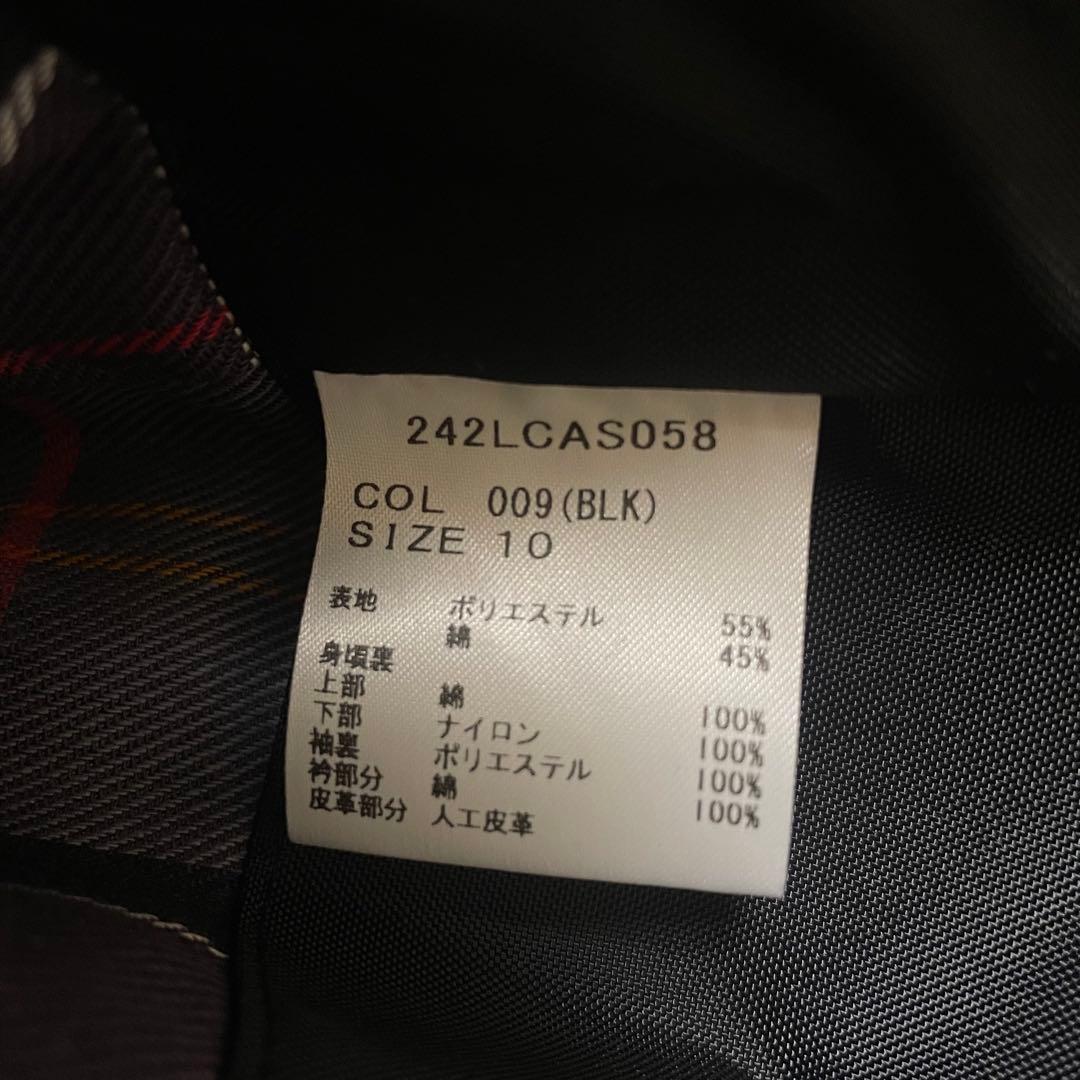 242LCAS058
COL 009(BLK)
SIZE 10
表地 ポリエステル 55%
綿 45%
身頃裏
上部 綿 100%
下部 ナイロン 100%
袖裏 ポリエステル 100%
衿部分 綿 100%
皮革部分 人工皮革